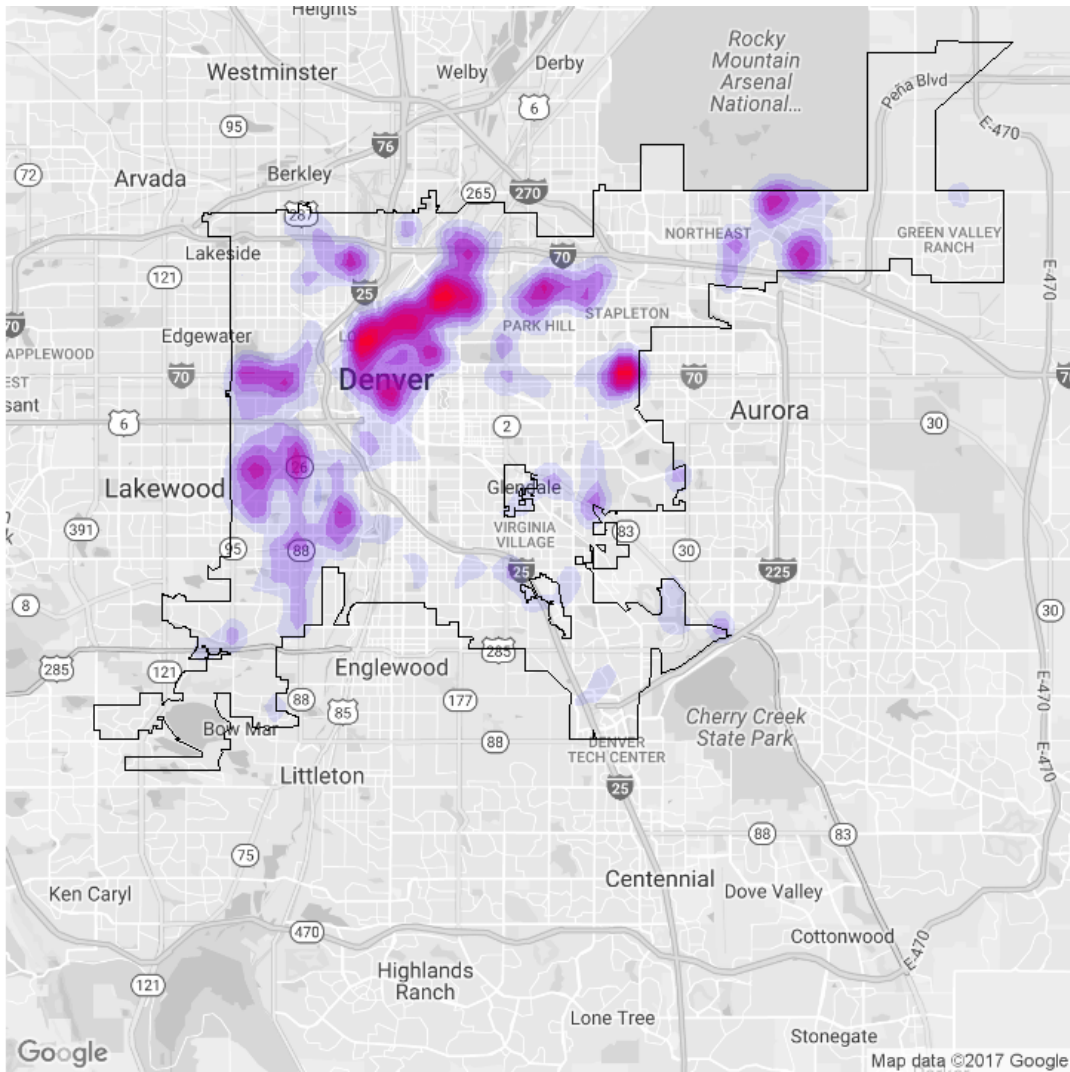 Heights
Rocky
Mountain
Arsenal
National...
Westminster
Welby
Derby
Peña Blvd
6
E-470
95
76
72
Arvada
Berkley
265
270
287
NORTHEAST
GREEN VALLEY
RANCH
Lakeside
70
121
25
E-470
Edgewater
PARK HILL
STAPLETON
70
APPLEWOOD
70
Denver
70
Aurora
6
2
30
26
Lakewood
Glendale
391
VIRGINIA
VILLAGE
83
95
88
30
25
225
8
30
285
121
Englewood
285
88
85
177
E-470
Bow Mar
Cherry Creek
State Park
88
DENVER
TECH CENTER
E-470
Littleton
25
88
83
75
Ken Caryl
Centennial
Dove Valley
470
Cottonwood
E-470
Highlands
Ranch
121
Lone Tree
Stonegate
Google
Map data ©2017 Google